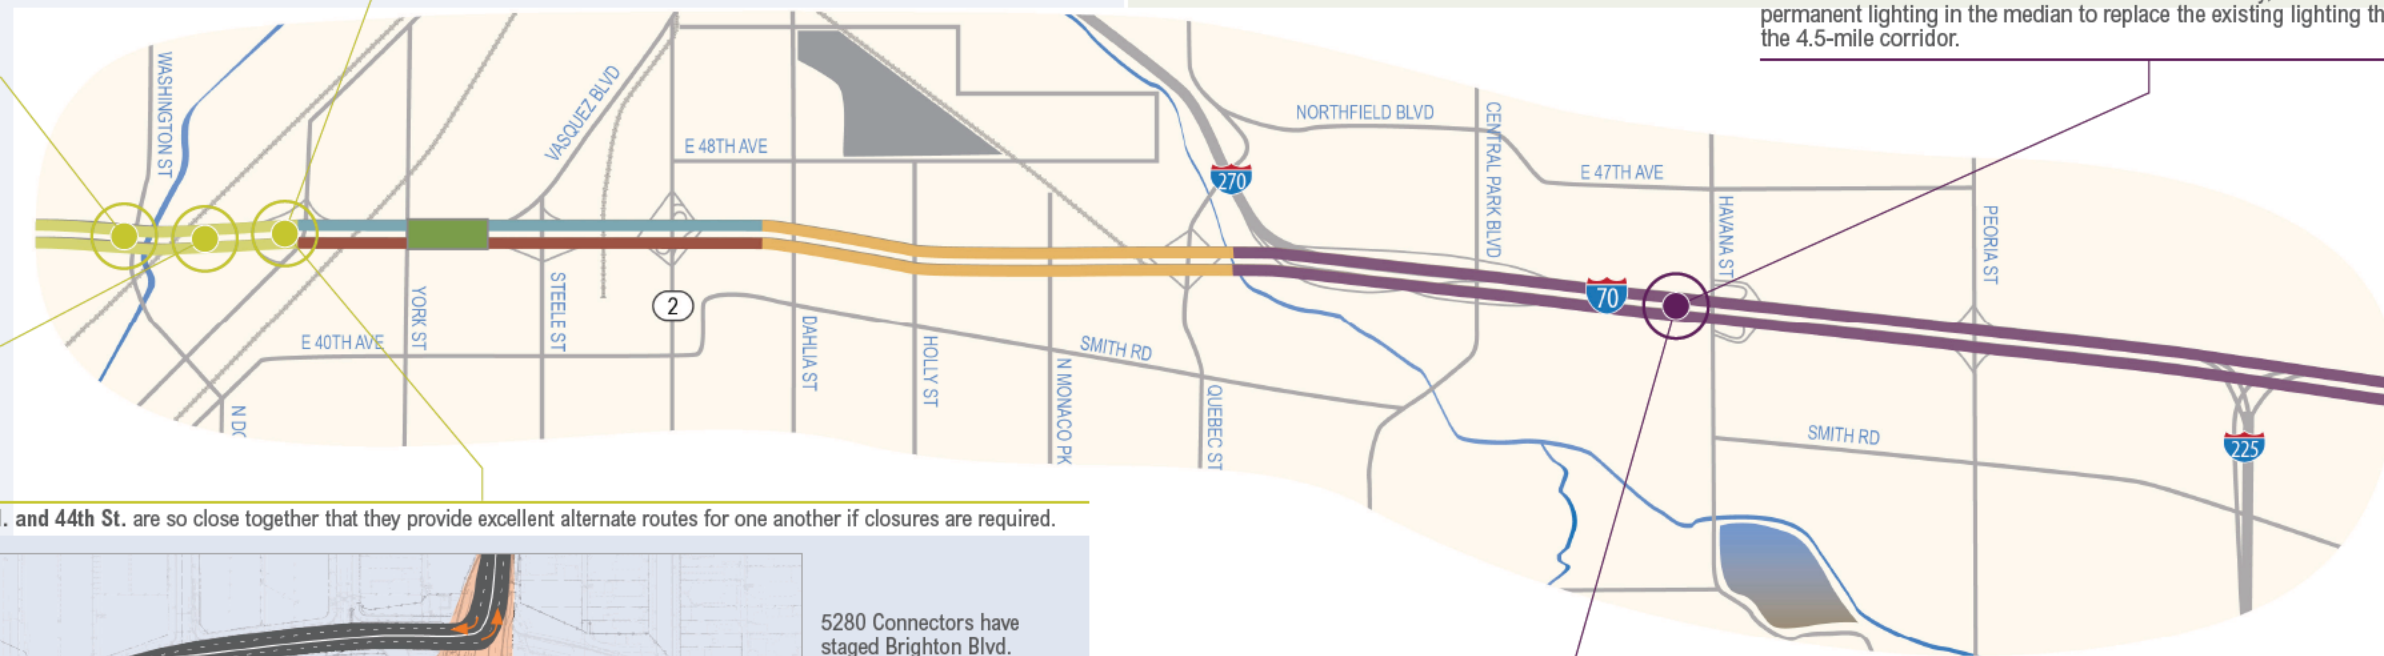 permanent lighting in the median to replace the existing lighting
the 4.5-mile corridor.
WASHINGTON ST
VASQUEZ BLVD
E 48TH AVE
NORTHFIELD BLVD
CENTRAL PARK BLVD
E 47TH AVE
270
HAVANA ST
PEORIA ST
YORK ST
STEELE ST
2
70
E 40TH AVE
DAHLIA ST
HOLLY ST
SMITH RD
N MONACO PK
QUEBEC ST
N DO
SMITH RD
225
. and 44th St. are so close together that they provide excellent alternate routes for one another if closures are required.
5280 Connectors have
staged Brighton Blvd.